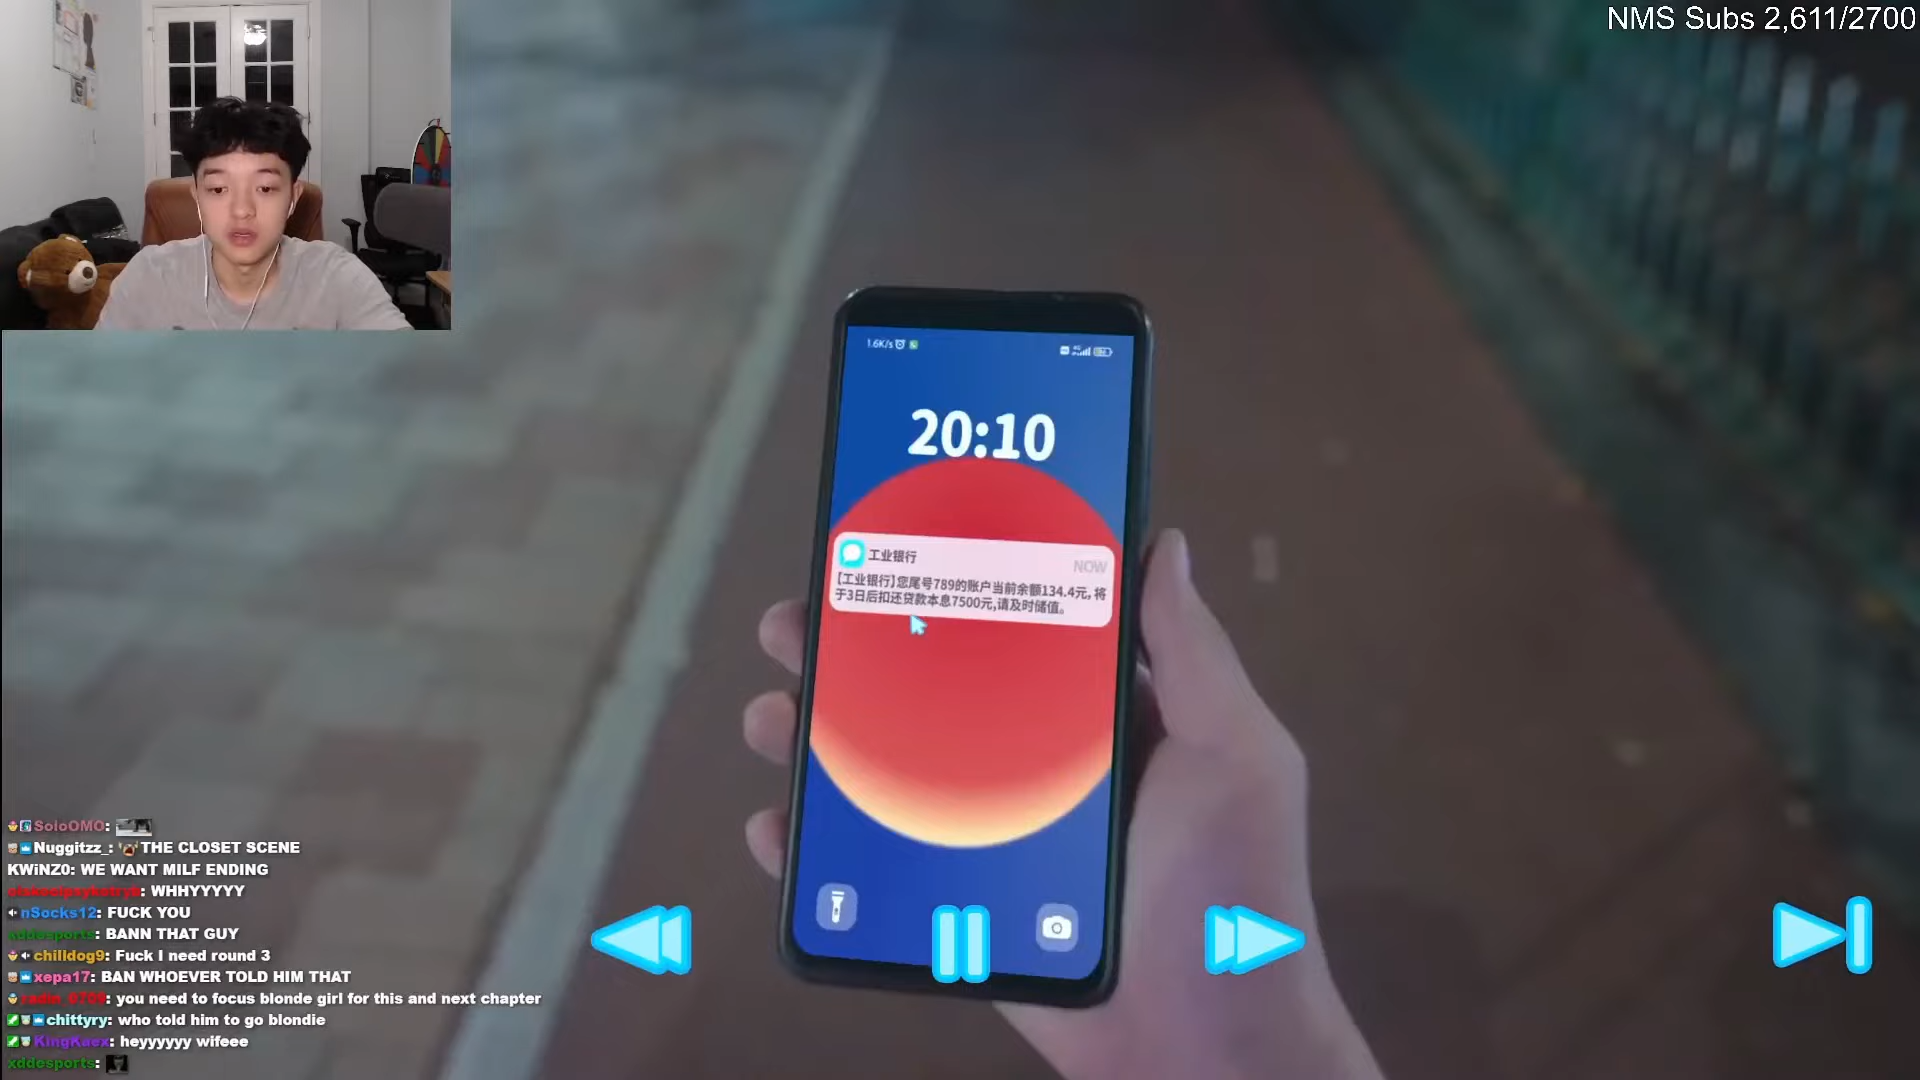 NMS Subs 2,611/2700
1.6K/s
20:10
工业银行
NOW
【工业银行】您尾号789的账户当前余额134.4元,将
于3日后扣还贷款本息7500元,请及时储值。
SoloOMO:
Nuggitzz_: THE CLOSET SCENE
KWiNZ0: WE WANT MILF ENDING
: WHHYYYYY
nSocks12: FUCK YOU
xddesports: BANN THAT GUY
chilldog9: Fuck I need round 3
xepa17: BAN WHOEVER TOLD HIM THAT
: you need to focus blonde girl for this and next chapter
chittyry: who told him to go blondie
KingKaex: heyyyyyy wifeee
xddesports: